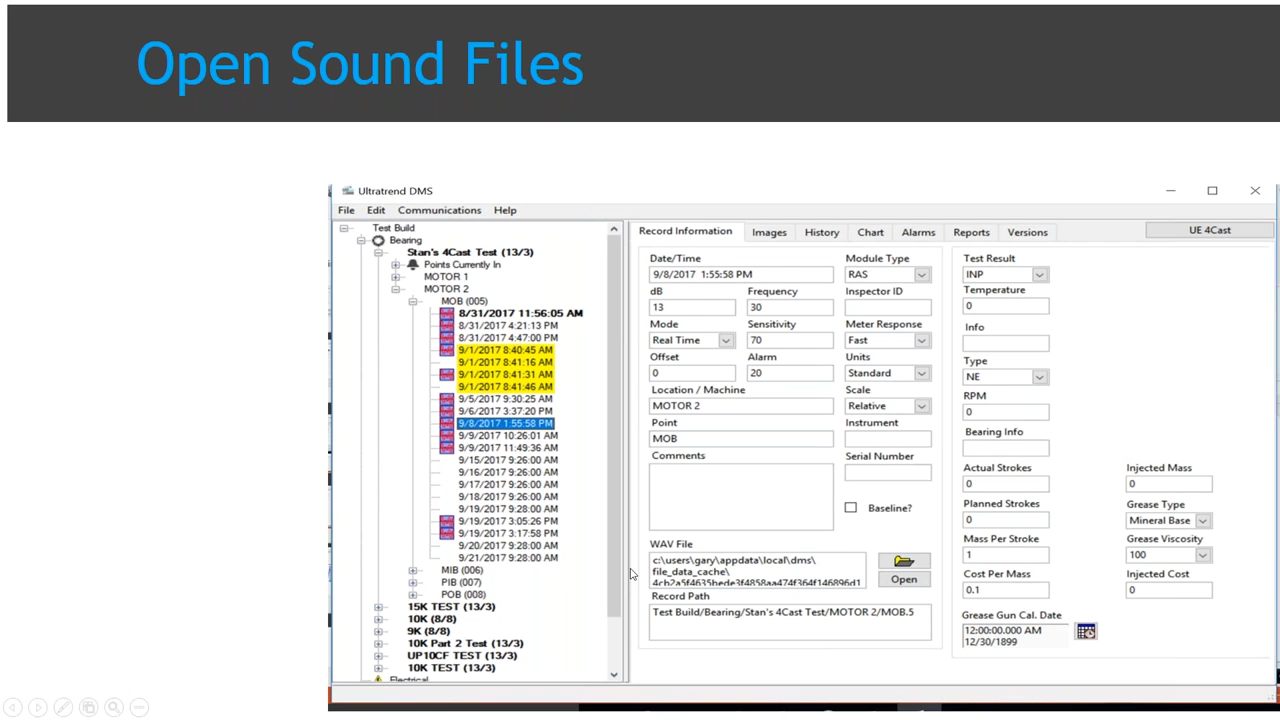 Open Sound Files
Ultratrend DMS
File Edit Communications Help
Test Build
Bearing
Stan's 4Cast Test (13/3)
Points Currently In
MOTOR 1
MOTOR 2
MOB (005)
8/31/2017 11:56:05 AM
8/31/2017 4:21:13 PM
8/31/2017 4:47:00 PM
9/1/2017 8:40:45 AM
9/1/2017 8:41:16 AM
9/1/2017 8:41:31 AM
9/1/2017 8:41:46 AM
9/5/2017 9:30:25 AM
9/6/2017 3:37:20 PM
9/8/2017 1:55:58 PM
9/9/2017 10:26:01 AM
9/9/2017 11:49:36 AM
9/15/2017 9:26:00 AM
9/16/2017 9:26:00 AM
9/17/2017 9:26:00 AM
9/18/2017 9:26:00 AM
9/19/2017 9:28:00 AM
9/19/2017 3:05:26 PM
9/19/2017 3:17:58 PM
9/20/2017 9:28:00 AM
9/21/2017 9:28:00 AM
MIB (006)
PIB (007)
POB (008)
15K TEST (13/3)
10K (8/8)
9K (8/8)
10K Part 2 Test (13/3)
UP10CF TEST (13/3)
10K TEST (13/3)
Electrical
Record Information Images History Chart Alarms Reports Versions
UE 4Cast
Date/Time
9/8/2017 1:55:58 PM
dB Frequency
13 30
Mode Sensitivity
Real Time 70
Offset Alarm
0 20
Location / Machine
MOTOR 2
Point
MOB
Comments
WAV File
c:\users\gary\appdata\local\dms\
file_data_cache\
Open
Record Path
Test Build/Bearing/Stan's 4Cast Test/MOTOR 2/MOB.5
Module Type
RAS
Inspector ID
Meter Response
Fast
Units
Standard
Scale
Relative
Instrument
Serial Number
Baseline?
Test Result
INP
Temperature
0
Info
Type
NE
RPM
0
Bearing Info
Actual Strokes
0
Planned Strokes
0
Mass Per Stroke
1
Cost Per Mass
0.1
Grease Gun Cal. Date
12:00:00.000 AM
12/30/1899
Injected Mass
0
Grease Type
Mineral Base
Grease Viscosity
100
Injected Cost
0